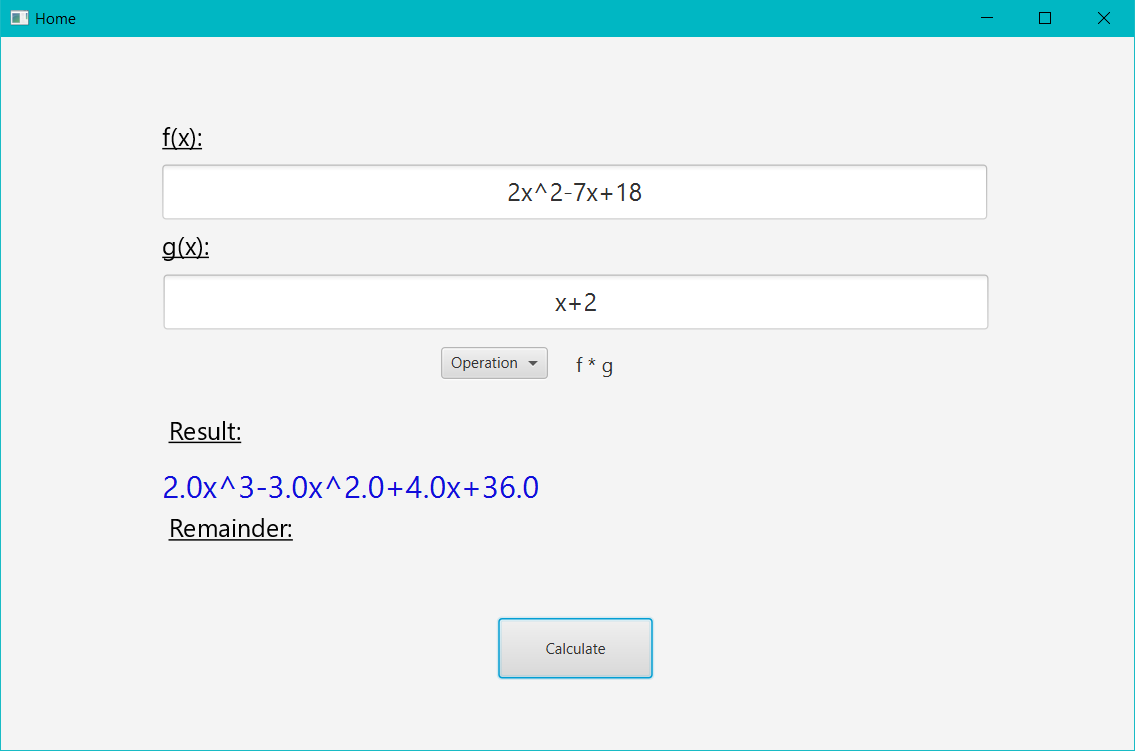 Home
f(x):
2x^2-7x+18
g(x):
x+2
Operation f * g
Result:
2.0x^3-3.0x^2.0+4.0x+36.0
Remainder:
Calculate